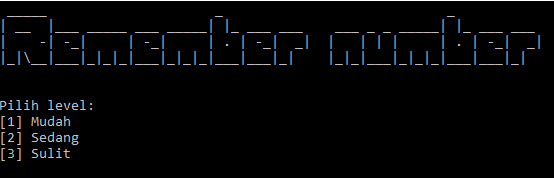 Remember number
Pilih level:
[1] Mudah
[2] Sedang
[3] Sulit